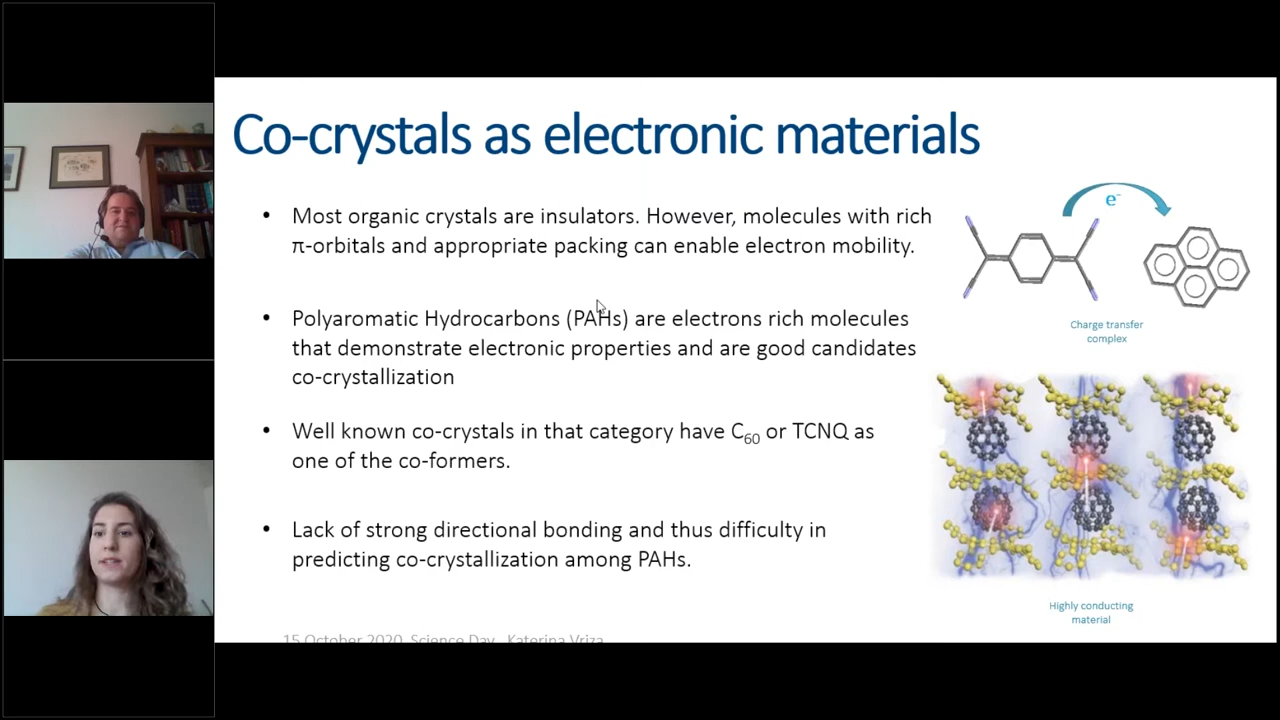 Co-crystals as electronic materials
• Most organic crystals are insulators. However, molecules with rich
π-orbitals and appropriate packing can enable electron mobility.
• Polyaromatic Hydrocarbons (PAHs) are electrons rich molecules
that demonstrate electronic properties and are good candidates
co-crystallization
• Well known co-crystals in that category have C₆₀ or TCNQ as
one of the co-formers.
• Lack of strong directional bonding and thus difficulty in
predicting co-crystallization among PAHs.
e⁻
Charge transfer
complex
Highly conducting
material
15 October 2020, Science Day, Katerina Vriza